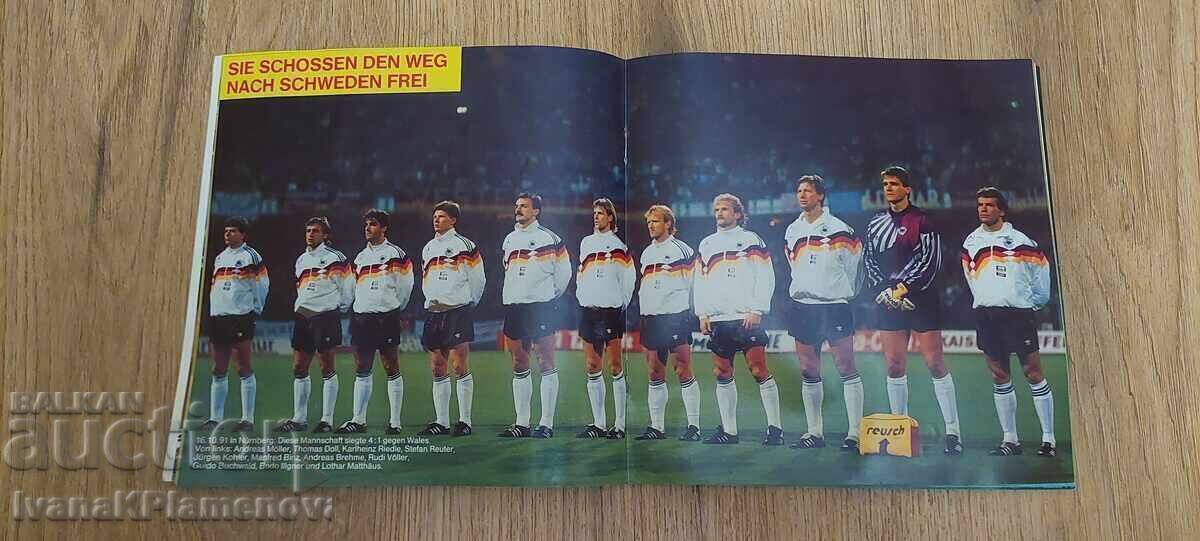 SIE SCHOSSEN DEN WEG
NACH SCHWEDEN FREI
reusch
16.10.91 in Nürnberg: Diese Mannschaft siegte 4:1 gegen Wales.
Von links: Andreas Möller, Thomas Doll, Karlheinz Riedle, Stefan Reuter,
Jürgen Kohler, Manfred Binz, Andreas Brehme, Rudi Völler,
Guido Buchwald, Bodo Illgner und Lothar Matthäus.
BALKAN
Auction
IvanaKPlamenova